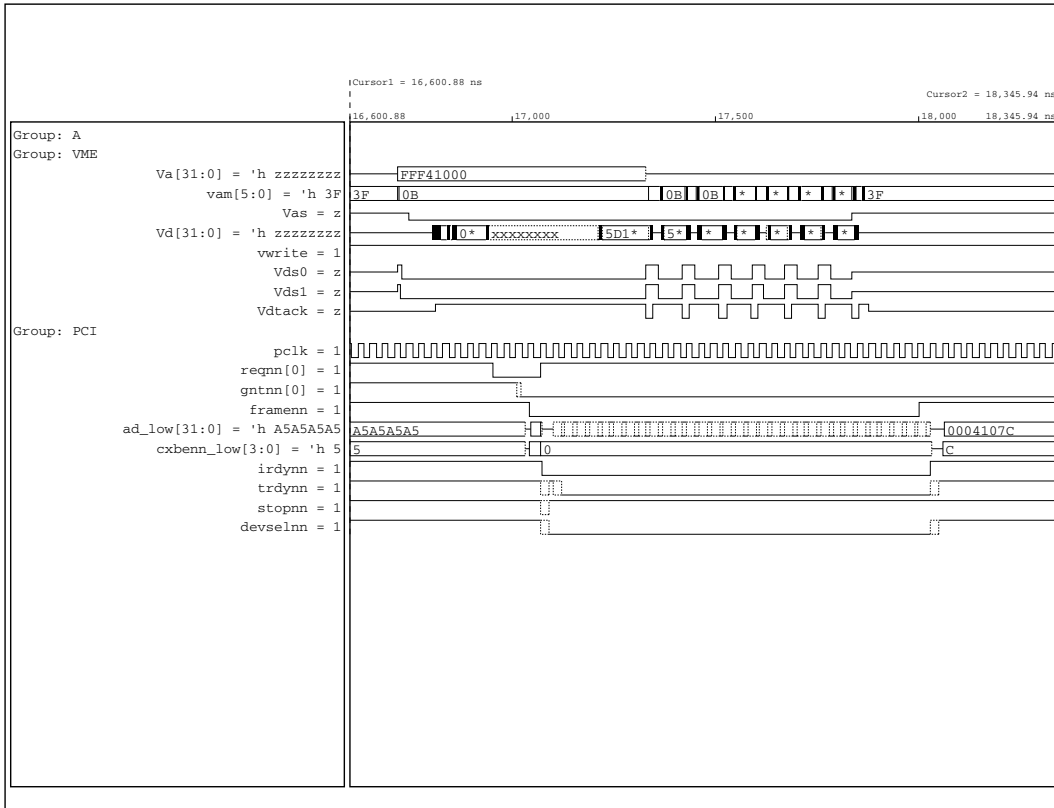 Cursor1 = 16,600.88 ns
Cursor2 = 18,345.94 ns
16,600.88 17,000 17,500 18,000 18,345.94 ns
Group: A
Group: VME
Va[31:0] = 'h zzzzzzzz FFF41000
vam[5:0] = 'h 3F 3F 0B 0B 0B * * * * 3F
Vas = z
Vd[31:0] = 'h zzzzzzzz 0* xxxxxxxx 5D1* 5* * * * * *
vwrite = 1
Vds0 = z
Vds1 = z
Vdtack = z
Group: PCI
pclk = 1
reqnn[0] = 1
gntnn[0] = 1
framenn = 1
ad_low[31:0] = 'h A5A5A5A5 A5A5A5A5 0004107C
cxbenn_low[3:0] = 'h 5 5 0 C
irdynn = 1
trdynn = 1
stopnn = 1
devselnn = 1